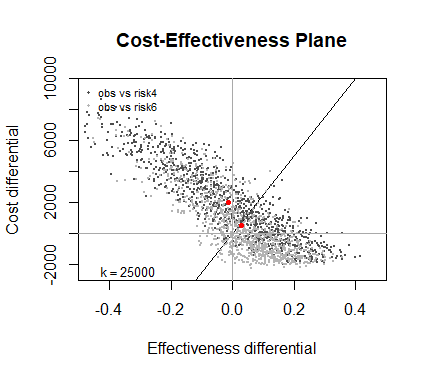 Cost-Effectiveness Plane
obs vs risk4
obs vs risk6
k = 25000
10000
6000
2000
-2000
Cost differential
-0.4 -0.2 0.0 0.2 0.4
Effectiveness differential